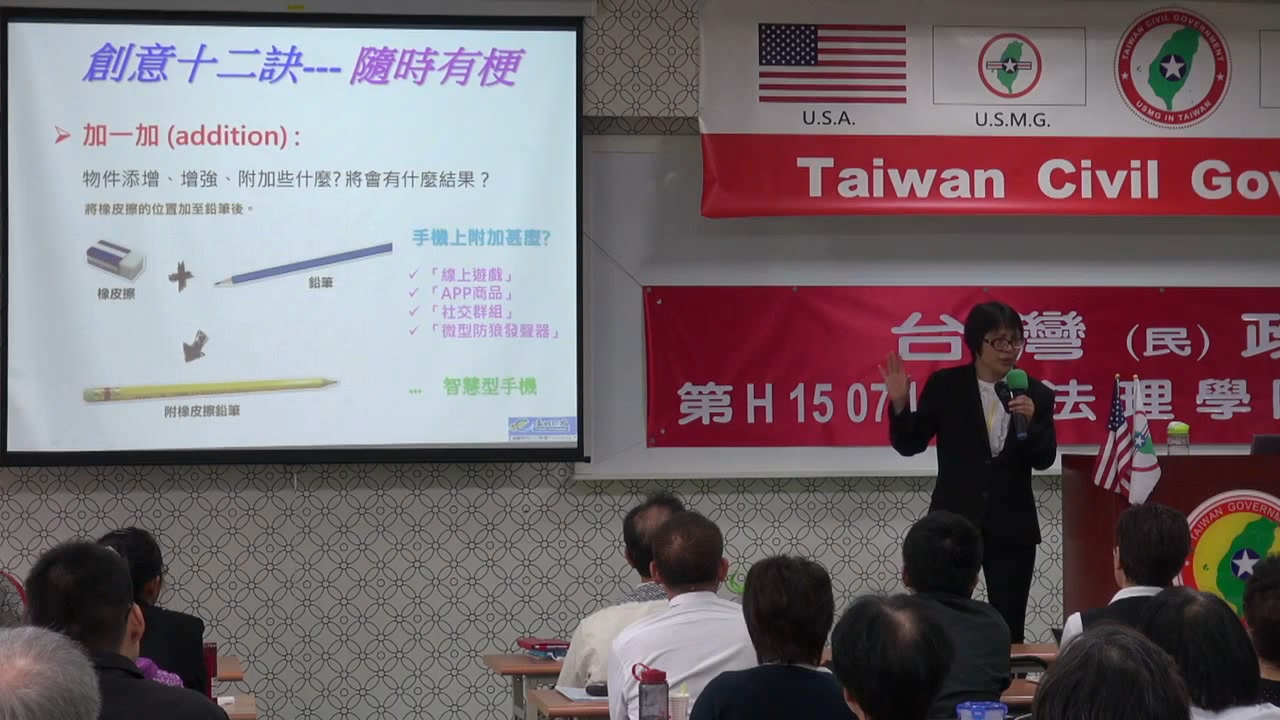 創意十二訣--- 隨時有梗
加一加 (addition) :
物件添增、增強、附加些什麼? 將會有什麼結果？
將橡皮擦的位置加至鉛筆後。
手機上附加甚麼?
橡皮擦
鉛筆
「線上遊戲」
「APP商品」
「社交群組」
「微型防狼發聲器」
附橡皮擦鉛筆
... 智慧型手機
U.S.A.
U.S.M.G.
TAIWAN CIVIL GOVERNMENT
USMG IN TAIWAN
Taiwan Civil Gov
台灣（民）政
第H 15 07
法理學
TAIWAN GOVERNM